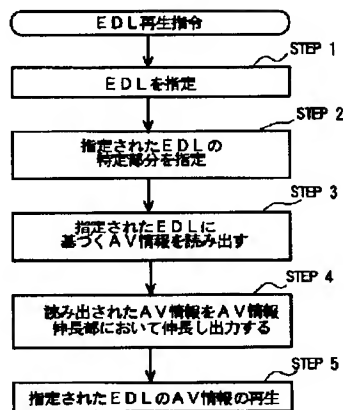 EDL再生指令
STEP 1
EDLを指定
STEP 2
指定されたEDLの
特定部分を指定
STEP 3
指定されたEDLに
基づくAV情報を読み出す
STEP 4
読み出されたAV情報をAV情報
伸長部において伸長し出力する
STEP 5
指定されたEDLのAV情報の再生